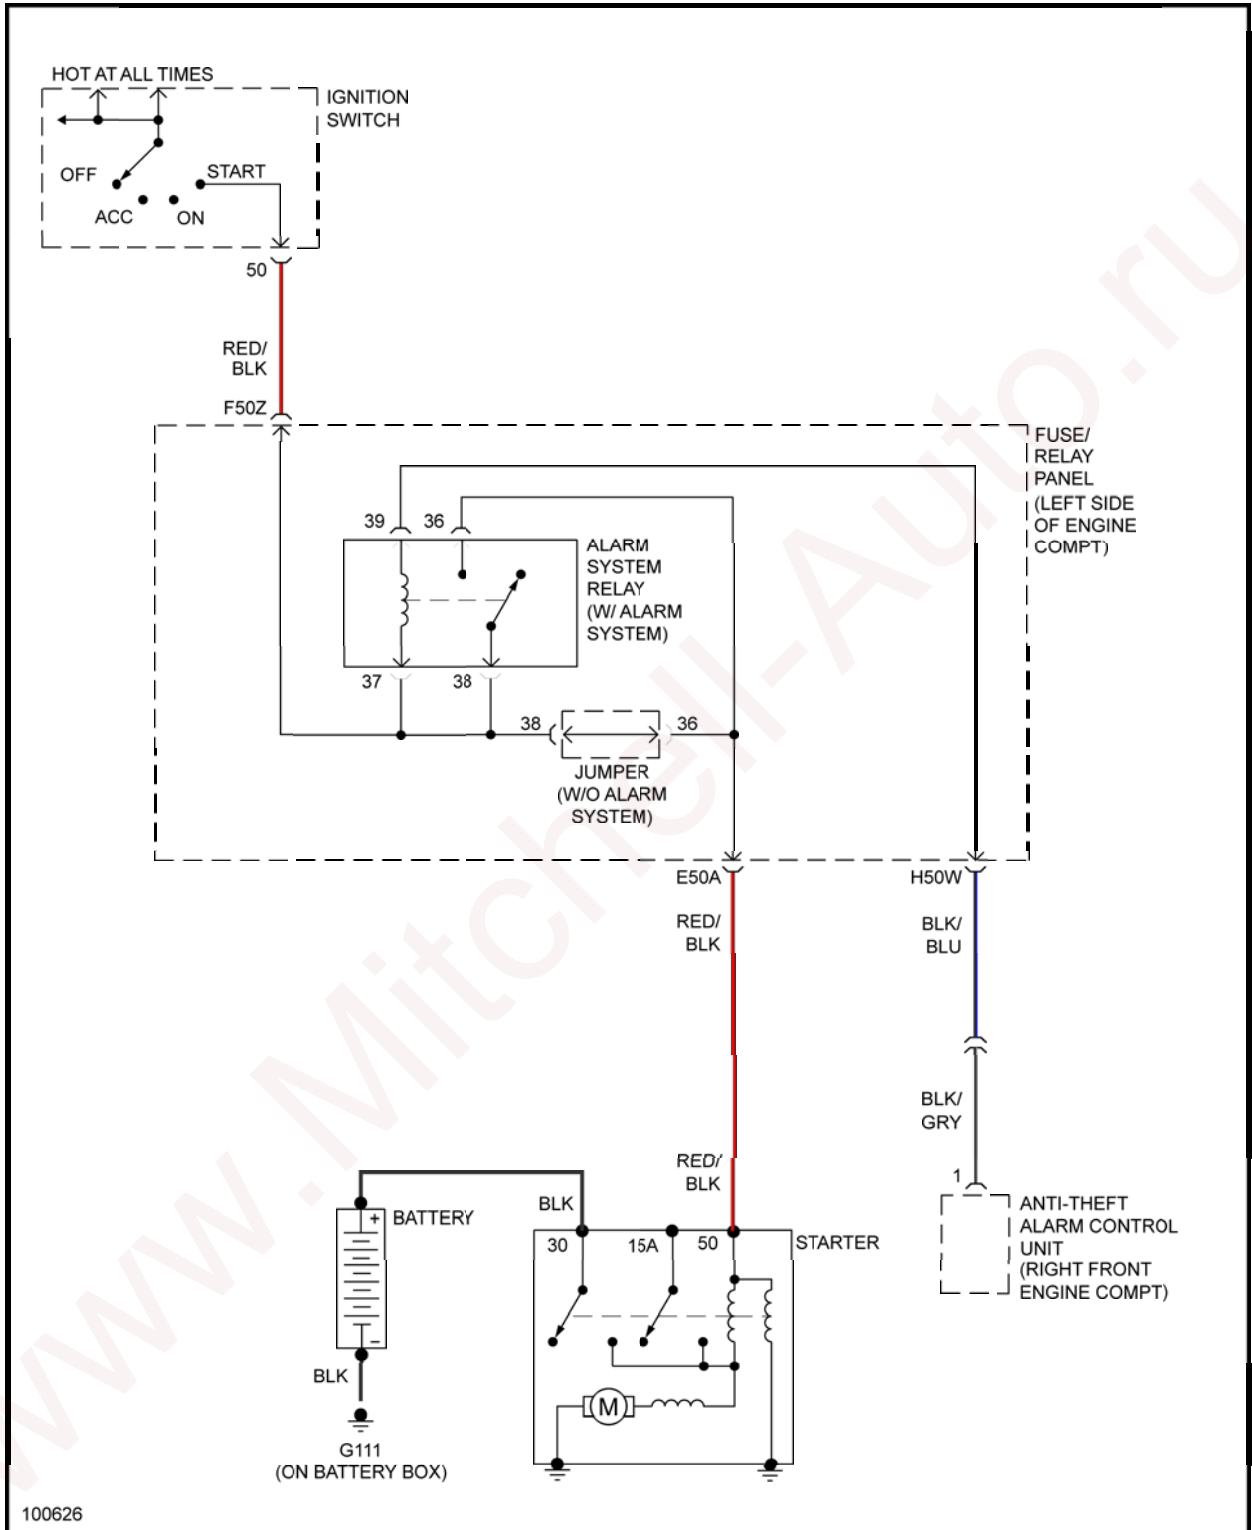 HOT AT ALL TIMES
IGNITION
SWITCH
OFF
START
ACC
ON
50
RED/
BLK
F50Z
FUSE/
RELAY
PANEL
(LEFT SIDE
OF ENGINE
COMPT)
39
36
ALARM
SYSTEM
RELAY
(W/ ALARM
SYSTEM)
37
38
38
36
JUMPER
(W/O ALARM
SYSTEM)
E50A
H50W
RED/
BLK
BLK/
BLU
BLK/
GRY
RED/
BLK
1
ANTI-THEFT
ALARM CONTROL
UNIT
(RIGHT FRONT
ENGINE COMPT)
BLK
+
BATTERY
30
15A
50
STARTER
–
BLK
M
G111
(ON BATTERY BOX)
100626
www.Mitchell-Auto.ru